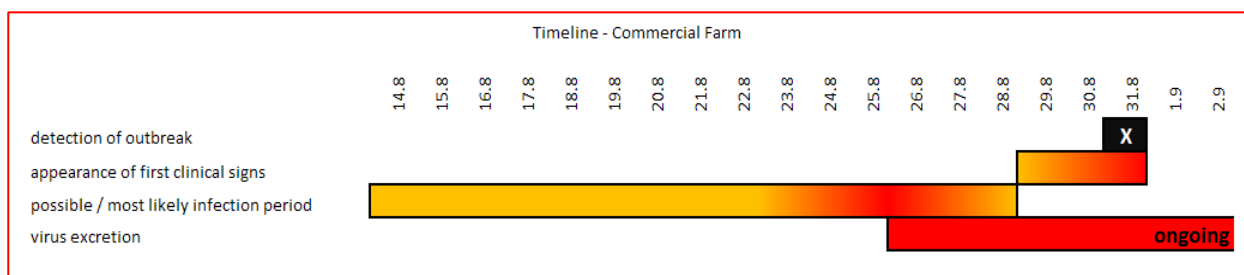 Timeline - Commercial Farm
14.8 15.8 16.8 17.8 18.8 19.8 20.8 21.8 22.8 23.8 24.8 25.8 26.8 27.8 28.8 29.8 30.8 31.8 1.9 2.9
detection of outbreak X
appearance of first clinical signs
possible / most likely infection period
virus excretion ongoing